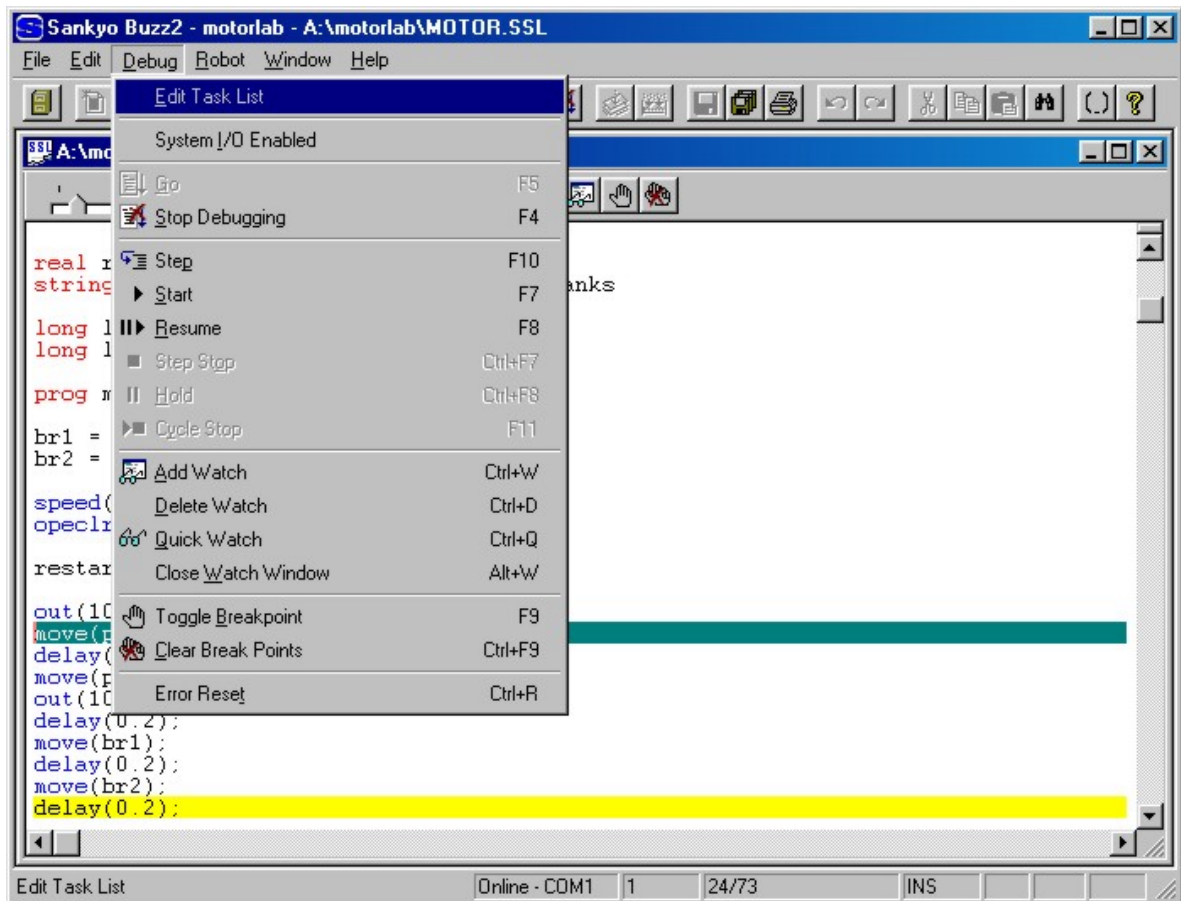 Sankyo Buzz2 - motorlab - A:\motorlab\MOTOR.SSL
File Edit Debug Robot Window Help
Edit Task List
System I/O Enabled
SSL A:\mo
Go F5
Stop Debugging F4
Step F10
Start F7
Resume F8
Step Stop Ctrl+F7
Hold Ctrl+F8
Cycle Stop F11
Add Watch Ctrl+W
Delete Watch Ctrl+D
Quick Watch Ctrl+Q
Close Watch Window Alt+W
Toggle Breakpoint F9
Clear Break Points Ctrl+F9
Error Reset Ctrl+R
real r
string anks
long l
long l
prog m
br1 =
br2 =
speed(
opeclr
restar
out(10
move(p
delay(
move(p
out(10
delay(0.2);
move(br1);
delay(0.2);
move(br2);
delay(0.2);
Edit Task List Online - COM1 1 24/73 INS